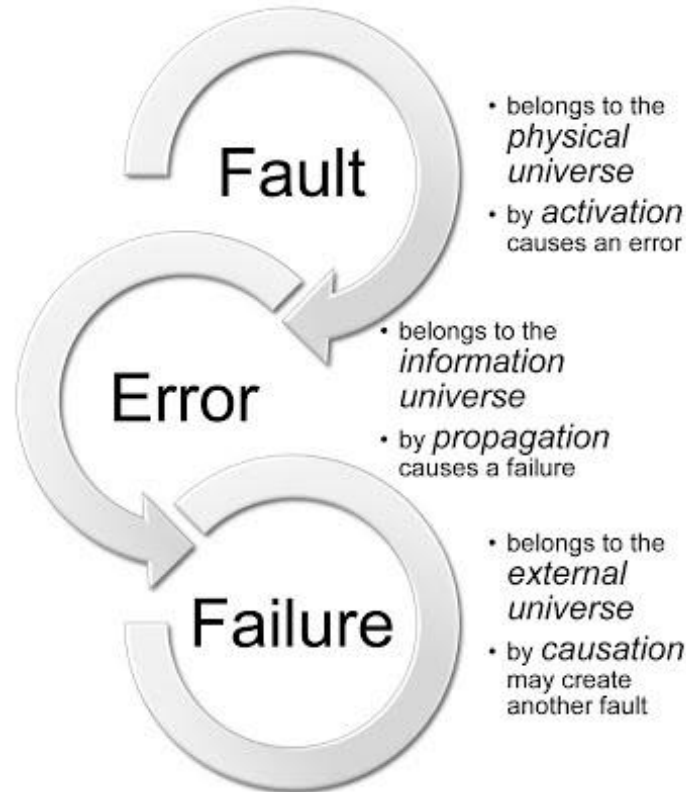 Fault
• belongs to the
physical
universe
• by activation
causes an error
Error
• belongs to the
information
universe
• by propagation
causes a failure
Failure
• belongs to the
external
universe
• by causation
may create
another fault